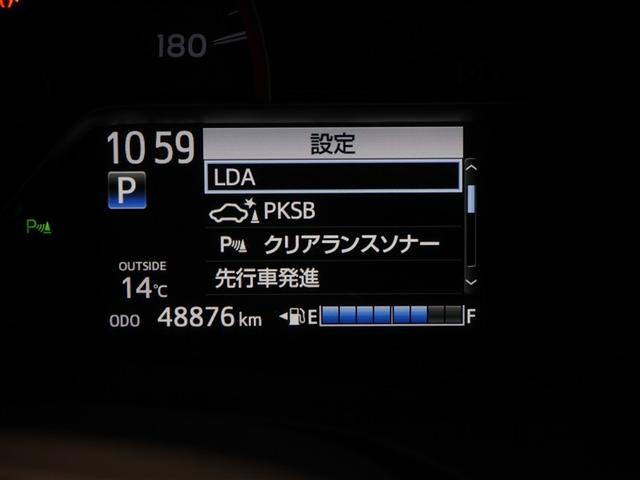 180
10 59
設定
LDA
P
PKSB
P クリアランスソナー
OUTSIDE
14℃
先行車発進
ODO 48876 km E F